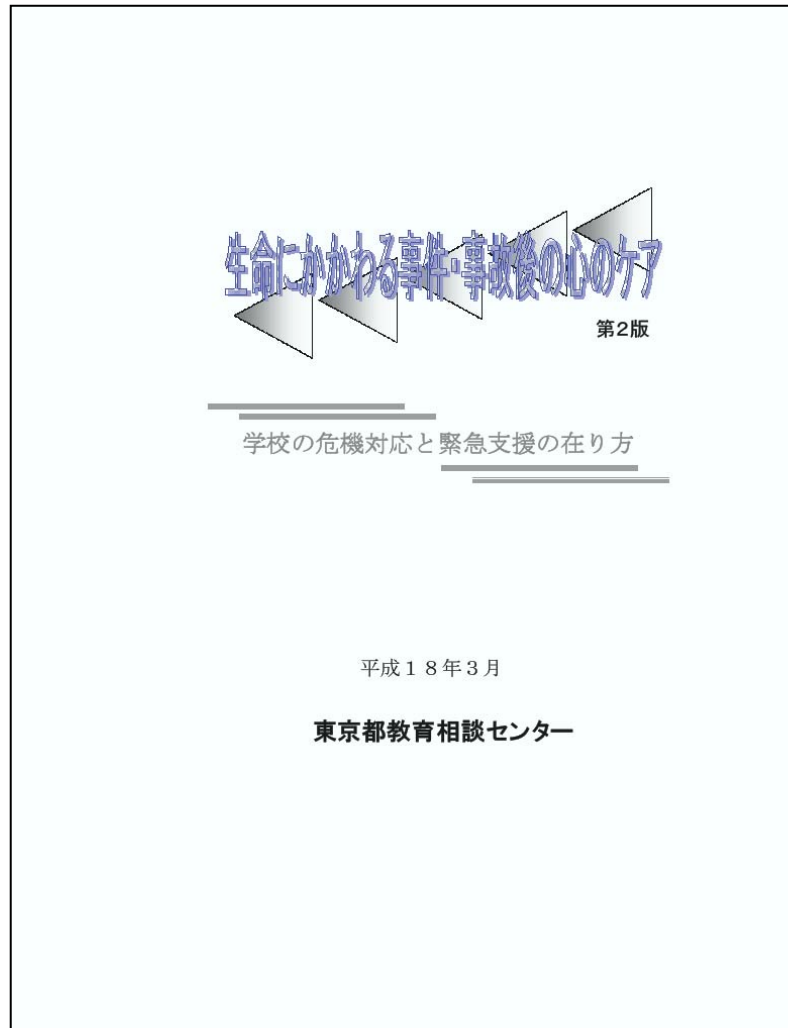 生命にかかわる事件・事故後の心のケア
第2版
学校の危機対応と緊急支援の在り方
平成１８年３月
東京都教育相談センター